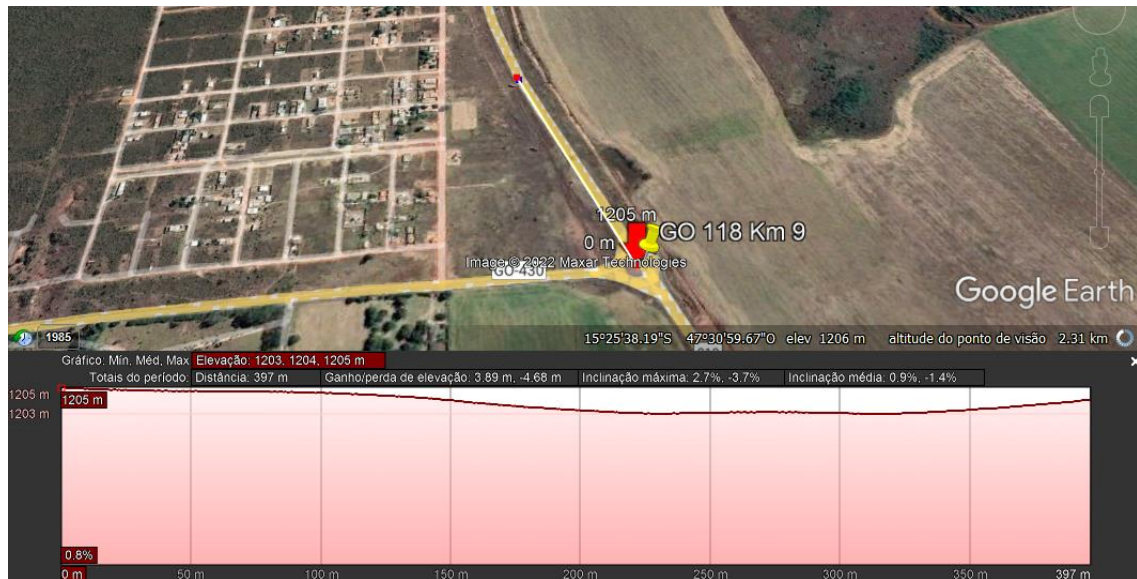 1205 m
0 m
GO 118 Km 9
Image © 2022 Maxar Technologies
GO-430
Google Earth
1985
15°25'38.19"S 47°30'59.67"O elev 1206 m altitude do ponto de visão 2.31 km
Gráfico: Mín. Méd, Max Elevação: 1203, 1204, 1205 m
Totais do período: Distância: 397 m Ganho/perda de elevação: 3.89 m, -4.68 m Inclinação máxima: 2.7%, -3.7% Inclinação média: 0.9%, -1.4%
1205 m
1205 m
1203 m
0.8%
0 m 50 m 100 m 150 m 200 m 250 m 300 m 350 m 397 m